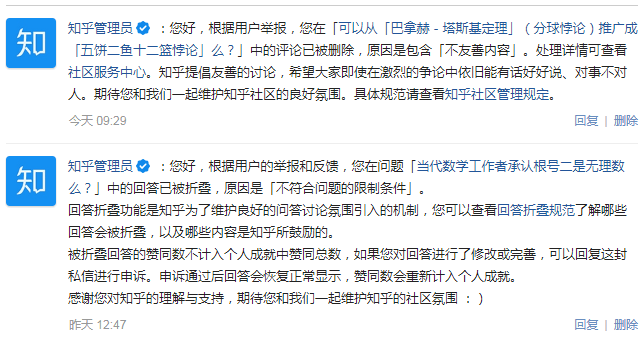 知
知乎管理员 ：您好，根据用户举报，您在「可以从「巴拿赫 - 塔斯基定理」（分球悖论）推广成
「五饼二鱼十二篮悖论」么？」中的评论已被删除，原因是包含「不友善内容」。处理详情可查看
社区服务中心。知乎提倡友善的讨论，希望大家即使在激烈的争论中依旧能有话好好说、对事不对
人。期待您和我们一起维护知乎社区的良好氛围。具体规范请查看知乎社区管理规定。
今天 09:29 回复 | 删除
知
知乎管理员 ：您好，根据用户的举报和反馈，您在问题「当代数学工作者承认根号二是无理数
么？」中的回答已被折叠，原因是「不符合问题的限制条件」。
回答折叠功能是知乎为了维护良好的问答讨论氛围引入的机制，您可以查看回答折叠规范了解哪些
回答会被折叠，以及哪些内容是知乎所鼓励的。
被折叠回答的赞同数不计入个人成就中赞同总数，如果您对回答进行了修改或完善，可以回复这封
私信进行申诉。申诉通过后回答会恢复正常显示，赞同数会重新计入个人成就。
感谢您对知乎的理解与支持，期待您和我们一起维护知乎的社区氛围 ：）
昨天 12:47 回复 | 删除